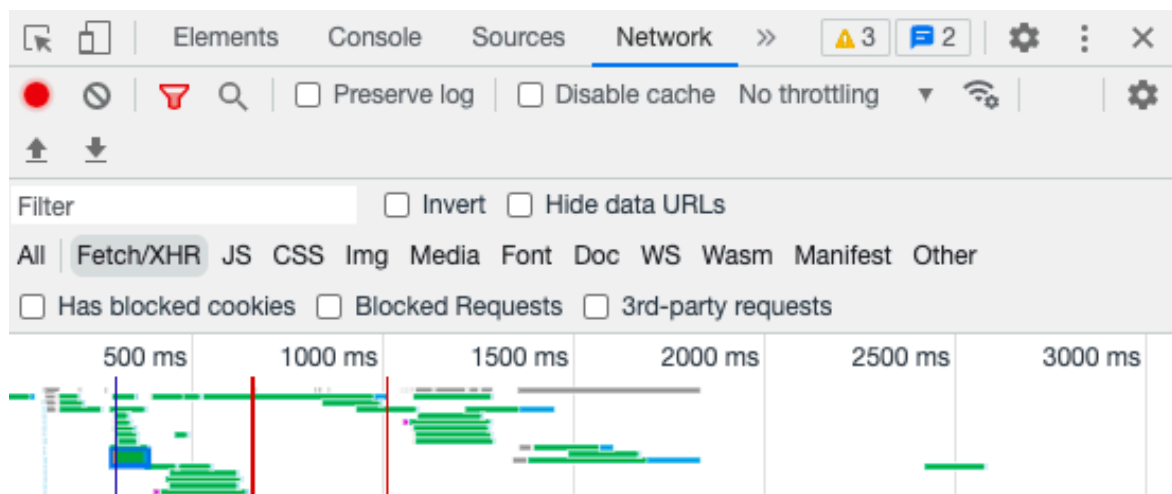 Elements Console Sources Network » 3 2
Preserve log Disable cache No throttling
Filter Invert Hide data URLs
All Fetch/XHR JS CSS Img Media Font Doc WS Wasm Manifest Other
Has blocked cookies Blocked Requests 3rd-party requests
500 ms 1000 ms 1500 ms 2000 ms 2500 ms 3000 ms